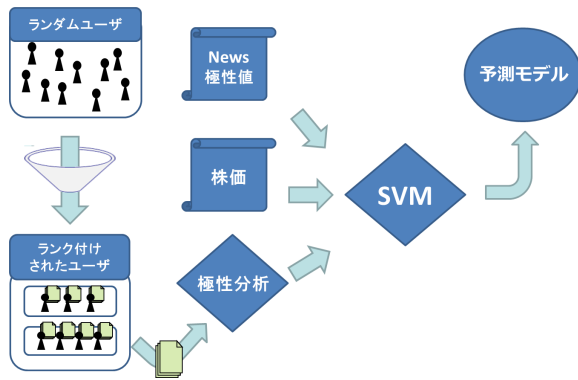 ランダムユーザ
News
極性値
予測モデル
株価
SVM
ランク付け
されたユーザ
極性分析